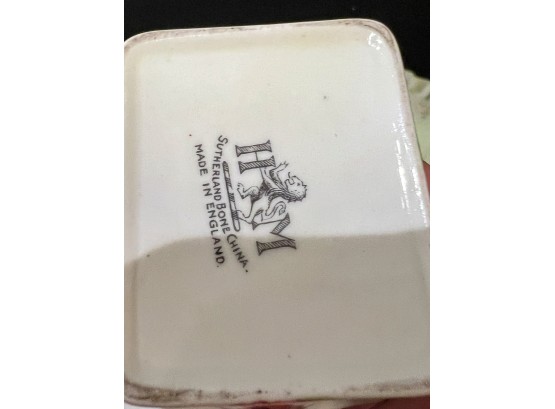 H M
SUTHERLAND BONE CHINA.
MADE IN ENGLAND.